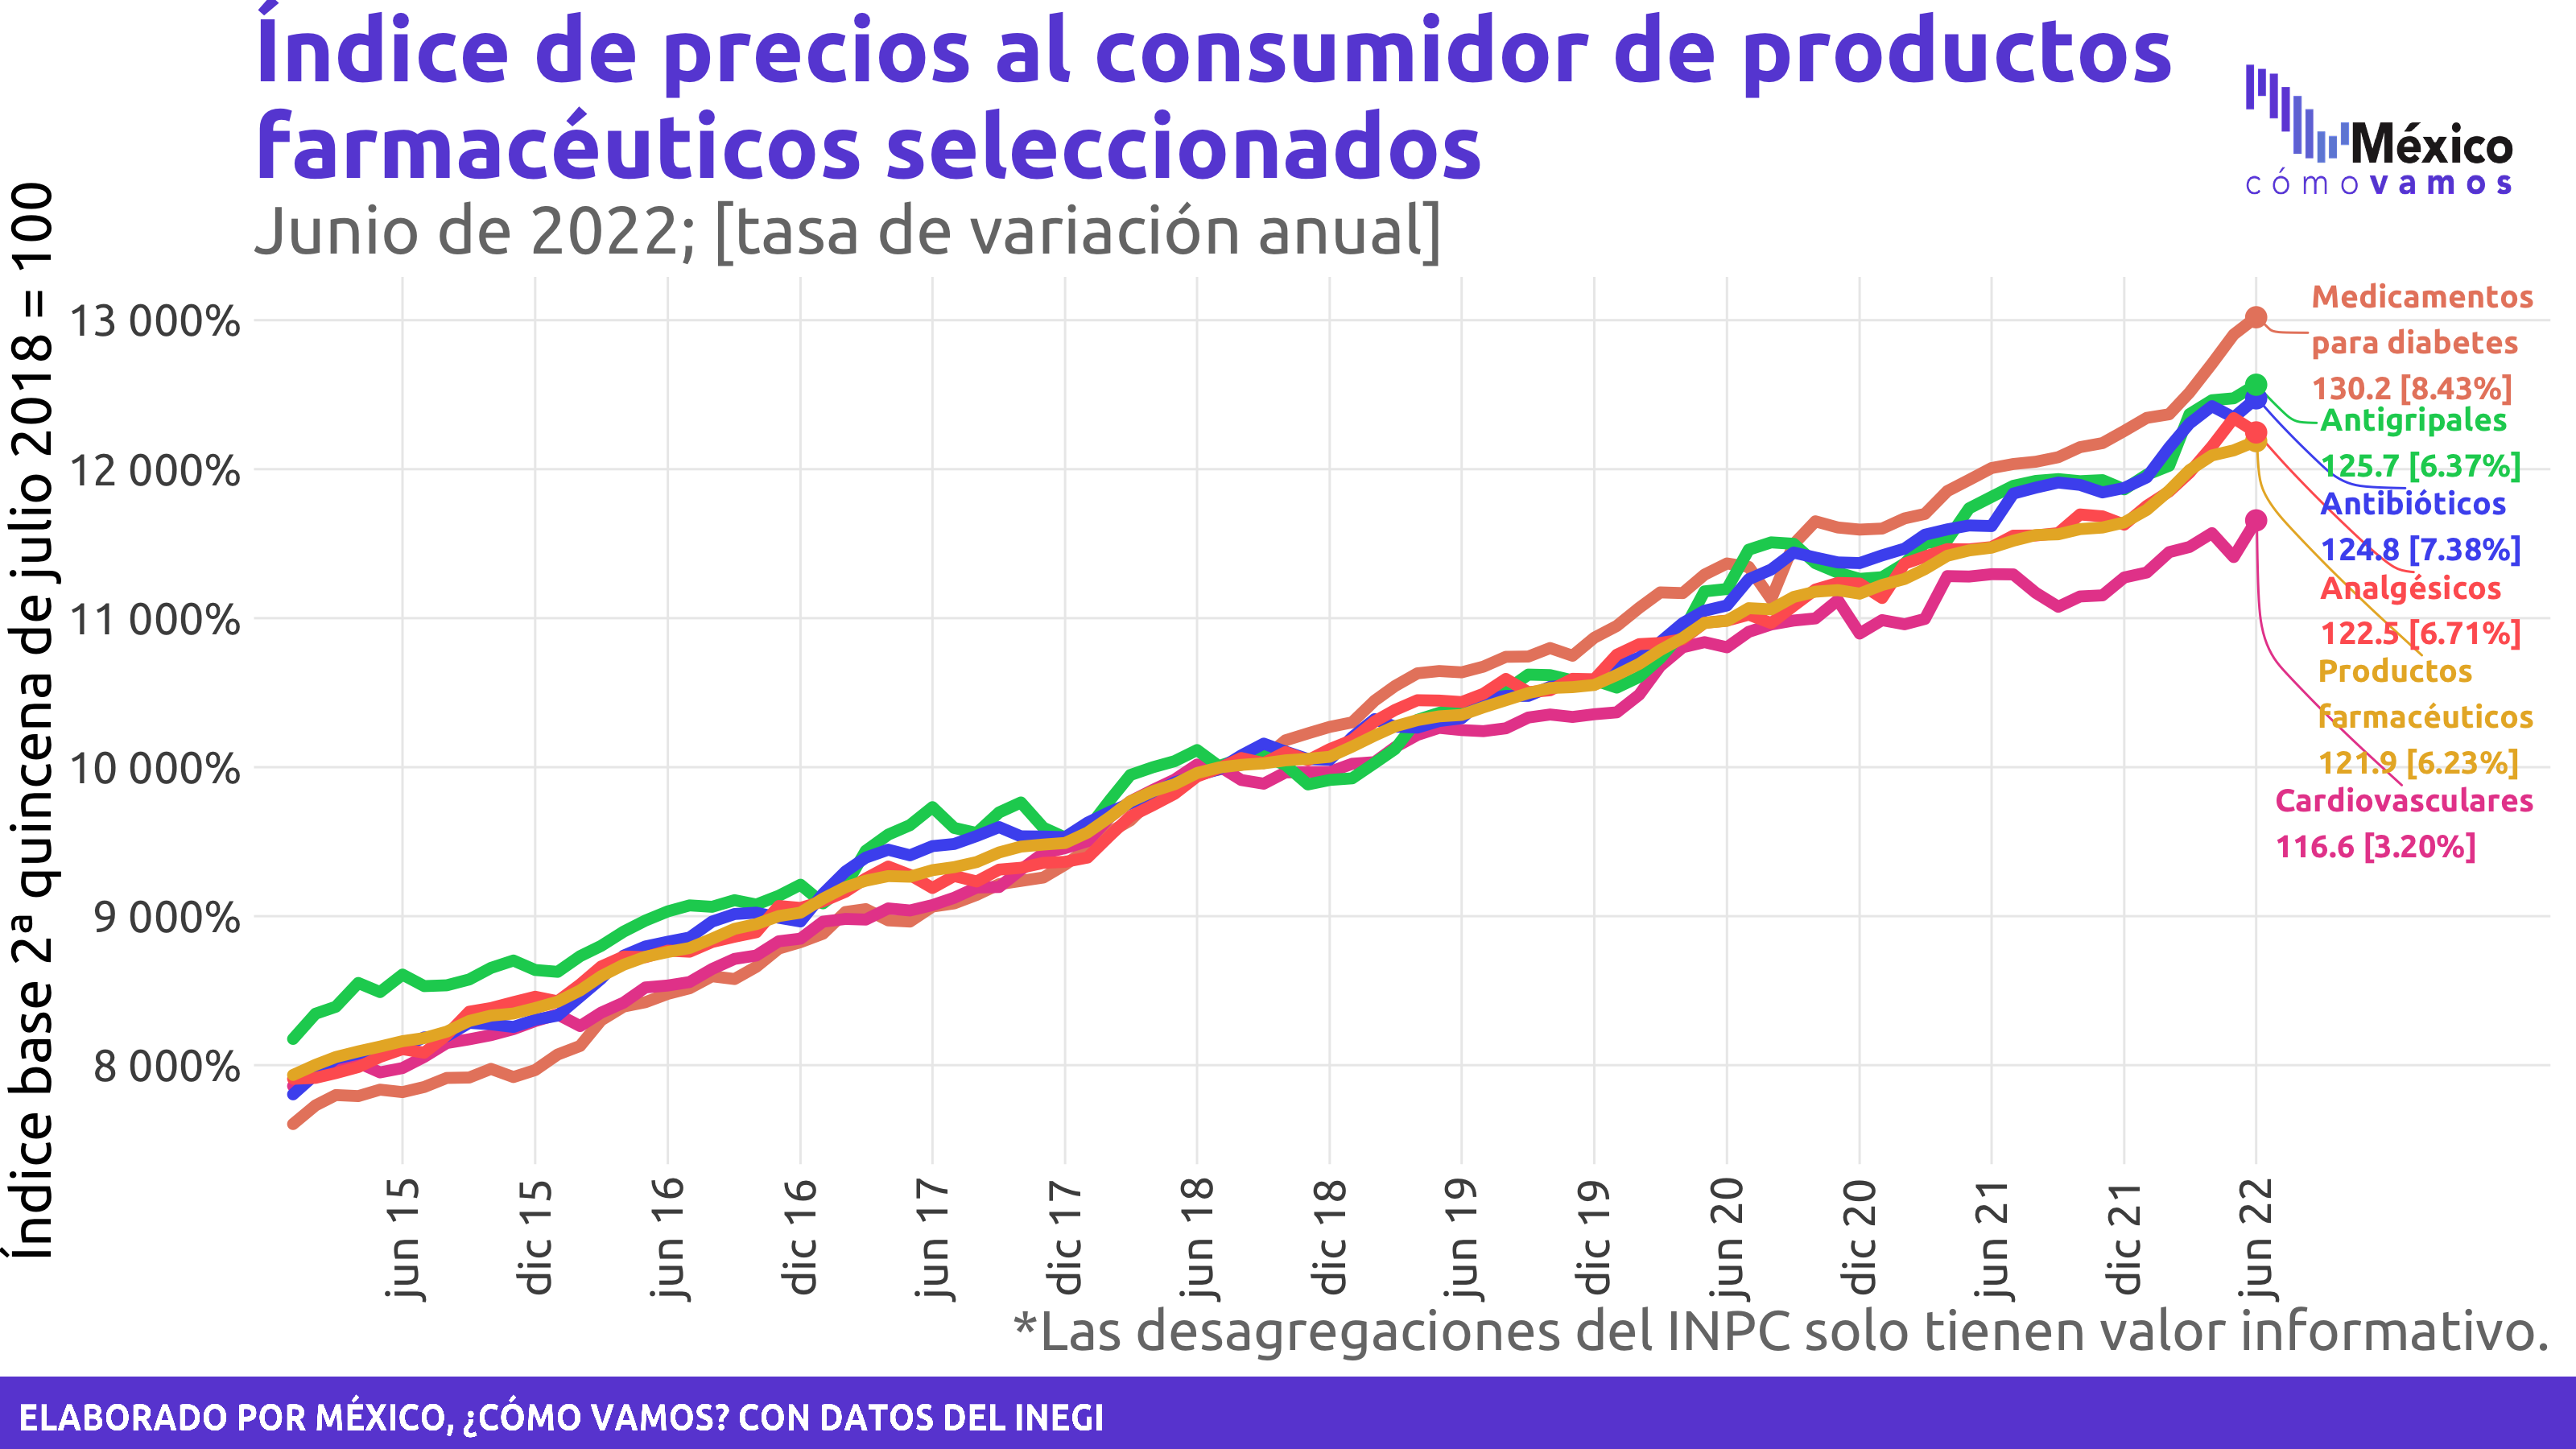 Índice de precios al consumidor de productos
farmacéuticos seleccionados
Junio de 2022; [tasa de variación anual]
México
cómovamos
Índice base 2ª quincena de julio 2018 = 100
13 000%
12 000%
11 000%
10 000%
9 000%
8 000%
Medicamentos
para diabetes
130.2 [8.43%]
Antigripales
125.7 [6.37%]
Antibióticos
124.8 [7.38%]
Analgésicos
122.5 [6.71%]
Productos
farmacéuticos
121.9 [6.23%]
Cardiovasculares
116.6 [3.20%]
jun 15
dic 15
jun 16
dic 16
jun 17
dic 17
jun 18
dic 18
jun 19
dic 19
jun 20
dic 20
jun 21
dic 21
jun 22
*Las desagregaciones del INPC solo tienen valor informativo.
ELABORADO POR MÉXICO, ¿CÓMO VAMOS? CON DATOS DEL INEGI